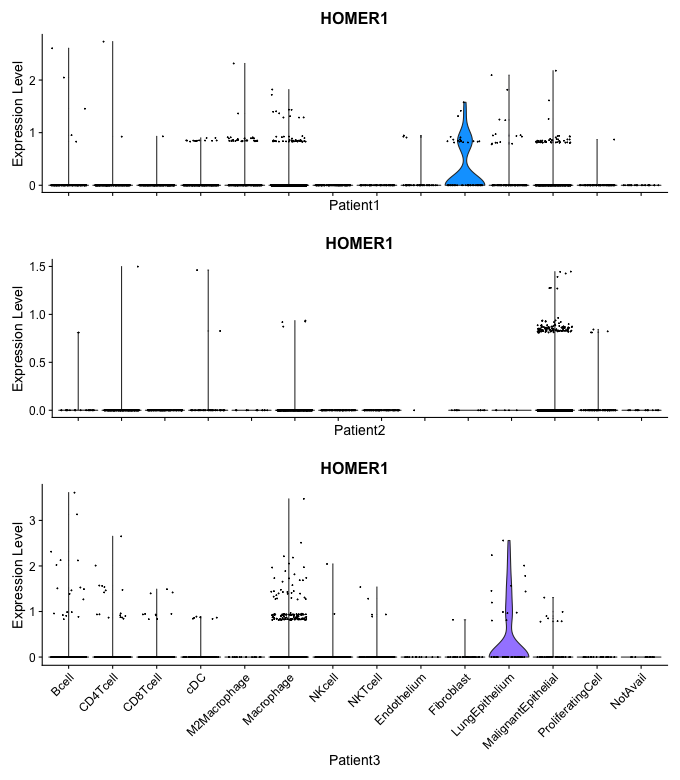 HOMER1
Expression Level
2
1
0
Patient1
HOMER1
Expression Level
1.5
1.0
0.5
0.0
Patient2
HOMER1
Expression Level
3
2
1
0
Bcell
CD4Tcell
CD8Tcell
cDC
M2Macrophage
Macrophage
NKcell
NKTcell
Endothelium
Fibroblast
LungEpithelium
MalignantEpithelial
ProliferatingCell
NotAvail
Patient3